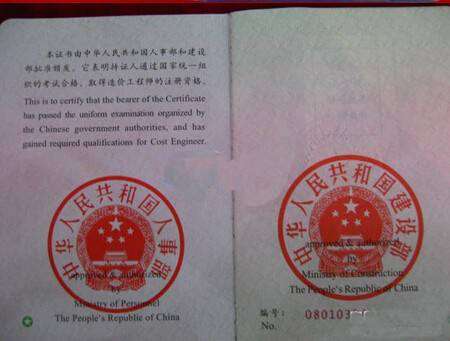 本证书由中华人民共和国人事部和建设
部批准颁发，它表明持证人通过国家统一组
织的考试合格，取得造价工程师的注册资格。
This is to certify that the bearer of the Certificate
has passed the uniform examination organized by
the Chinese government authorities, and has
gained required qualifications for Cost Engineer.
中华人民共和国人事部
approved & authorized
by
Ministry of Personnel
The People's Republic of China
中华人民共和国建设部
approved & authorized
by
Ministry of Construction
The People's Republic of China
编号：
No.
080103